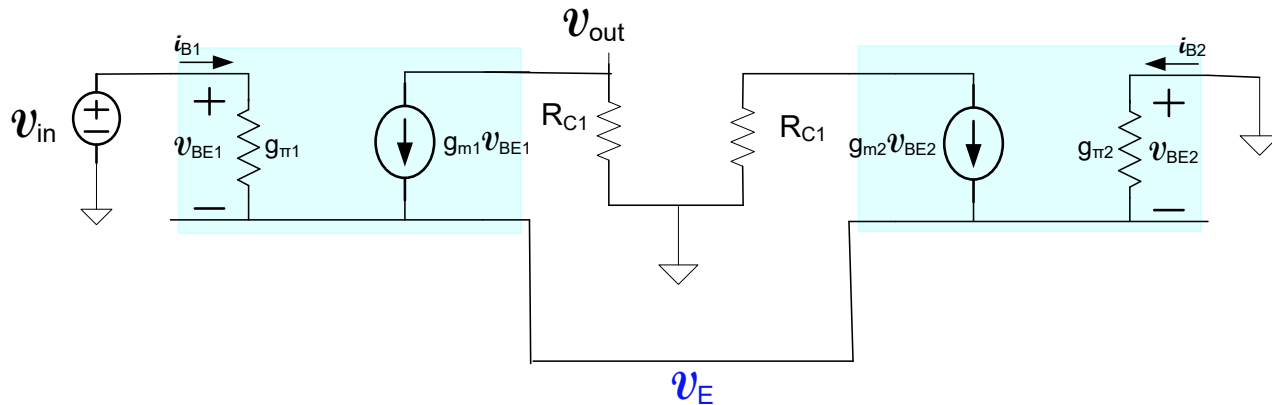 v_out
i_B1
i_B2
v_in
+
−
+
v_BE1
−
g_π1
g_m1v_BE1
R_C1
R_C1
g_m2v_BE2
g_π2
+
v_BE2
−
v_E